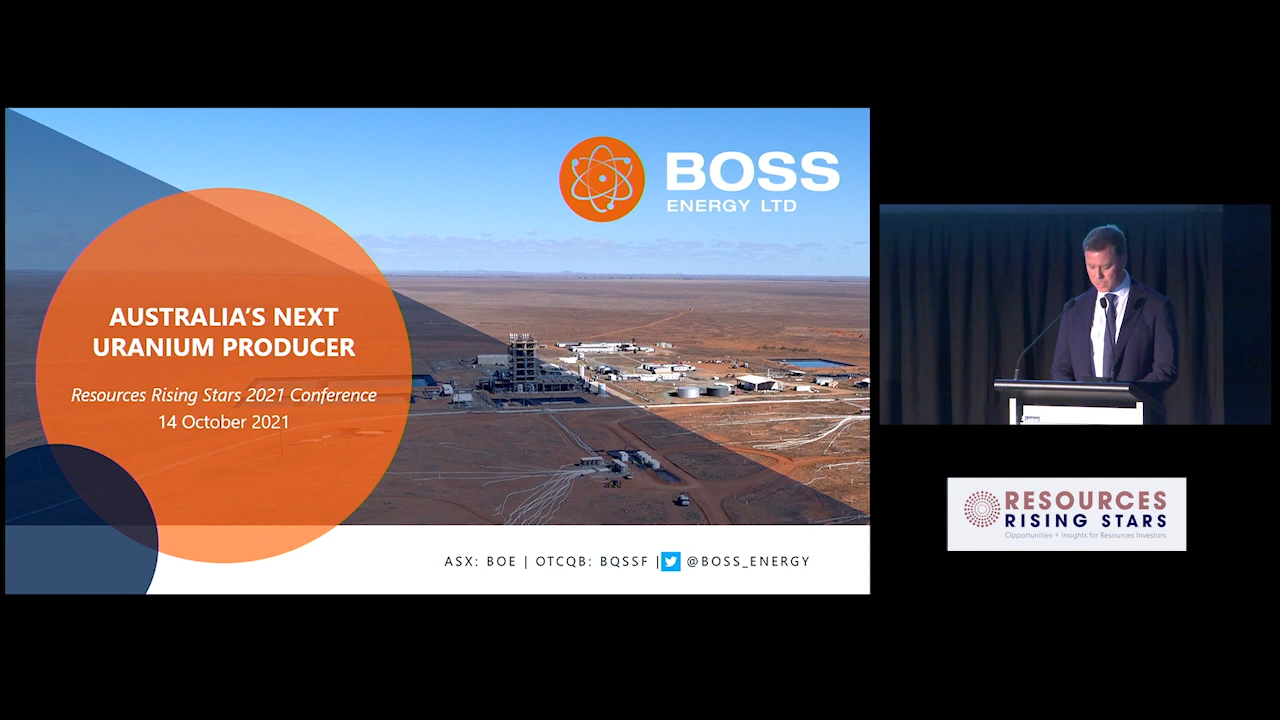 BOSS
ENERGY LTD
AUSTRALIA'S NEXT
URANIUM PRODUCER
Resources Rising Stars 2021 Conference
14 October 2021
ASX: BOE | OTCQB: BQSSF | @BOSS_ENERGY
RESOURCES
RISING STARS
Opportunities + Insights for Resources Investors